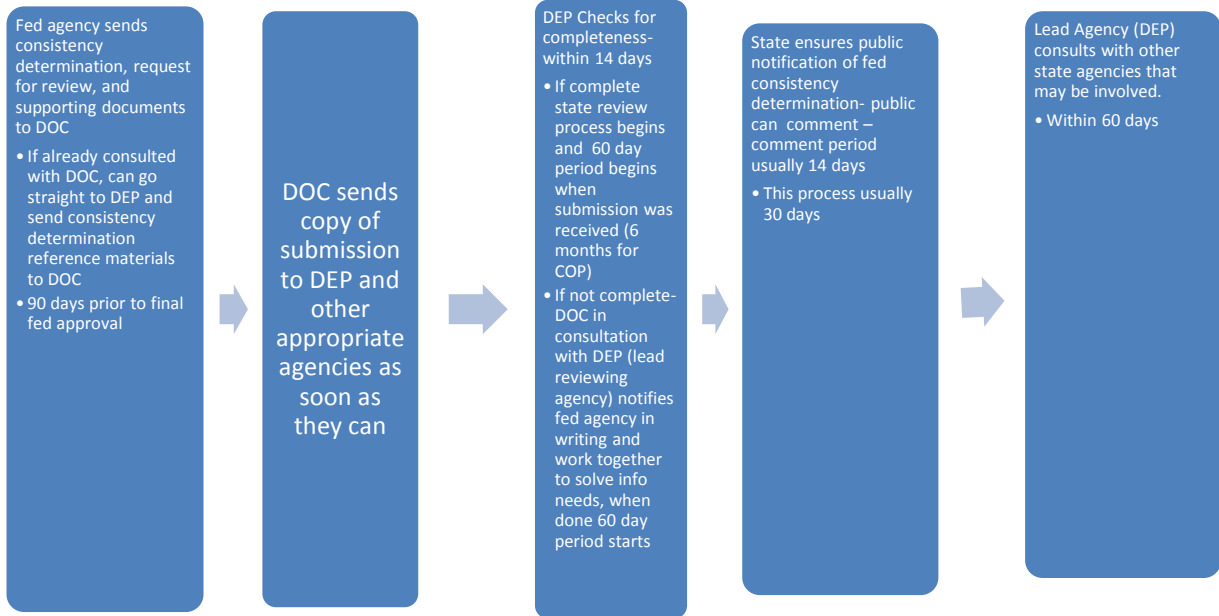 Fed agency sends
consistency
determination, request
for review, and
supporting documents
to DOC
• If already consulted
with DOC, can go
straight to DEP and
send consistency
determination
reference materials
to DOC
• 90 days prior to final
fed approval
DOC sends
copy of
submission
to DEP and
other
appropriate
agencies as
soon as
they can
DEP Checks for
completeness-
within 14 days
• If complete
state review
process begins
and 60 day
period begins
when
submission was
received (6
months for
COP)
• If not complete-
DOC in
consultation
with DEP (lead
reviewing
agency) notifies
fed agency in
writing and
work together
to solve info
needs, when
done 60 day
period starts
State ensures public
notification of fed
consistency
determination- public
can comment –
comment period
usually 14 days
• This process usually
30 days
Lead Agency (DEP)
consults with other
state agencies that
may be involved.
• Within 60 days